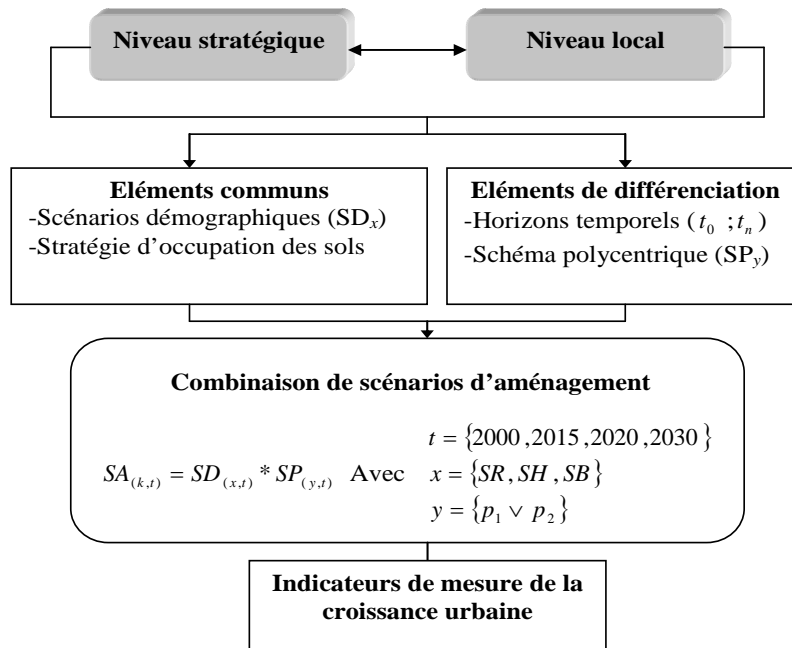 Niveau stratégique
Niveau local
Eléments communs
-Scénarios démographiques (SDx)
-Stratégie d’occupation des sols
Eléments de différenciation
-Horizons temporels ( t0 ; tn )
-Schéma polycentrique (SPy)
Combinaison de scénarios d’aménagement
t = {2000 ,2015 ,2020 ,2030 }
SA(k,t) = SD(x,t) * SP(y,t) Avec x = {SR , SH , SB}
y = {p1 ∨ p2}
Indicateurs de mesure de la
croissance urbaine